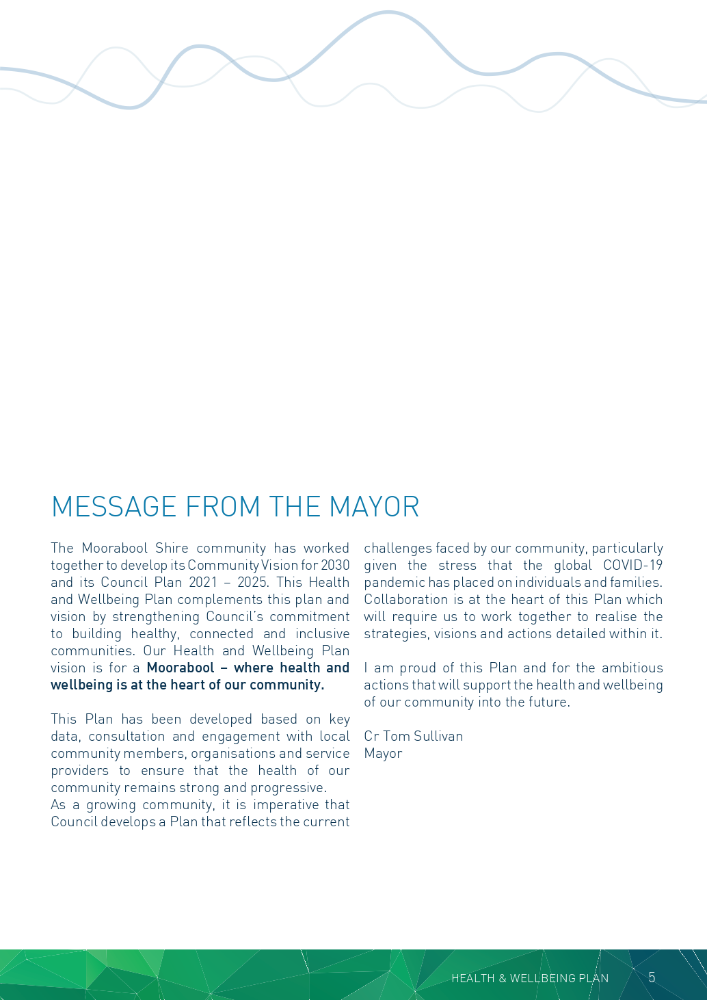 MESSAGE FROM THE MAYOR
The Moorabool Shire community has worked
together to develop its Community Vision for 2030
and its Council Plan 2021 – 2025. This Health
and Wellbeing Plan complements this plan and
vision by strengthening Council's commitment
to building healthy, connected and inclusive
communities. Our Health and Wellbeing Plan
vision is for a Moorabool – where health and
wellbeing is at the heart of our community.
This Plan has been developed based on key
data, consultation and engagement with local
community members, organisations and service
providers to ensure that the health of our
community remains strong and progressive.
As a growing community, it is imperative that
Council develops a Plan that reflects the current
challenges faced by our community, particularly
given the stress that the global COVID-19
pandemic has placed on individuals and families.
Collaboration is at the heart of this Plan which
will require us to work together to realise the
strategies, visions and actions detailed within it.
I am proud of this Plan and for the ambitious
actions that will support the health and wellbeing
of our community into the future.
Cr Tom Sullivan
Mayor
HEALTH & WELLBEING PLAN 5